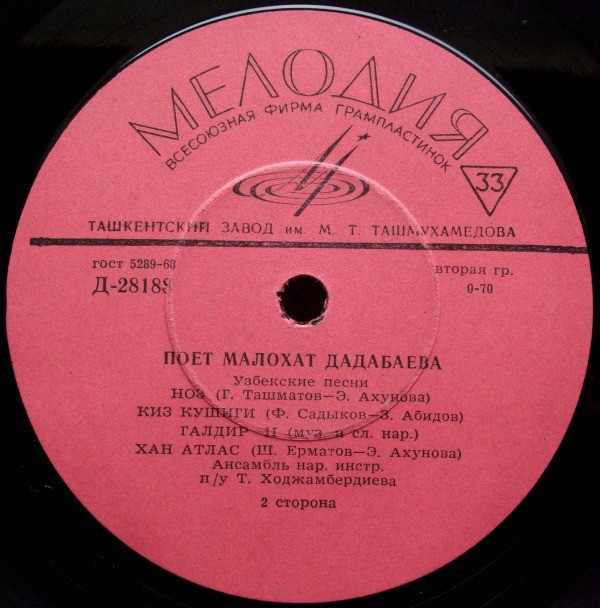 МЕЛОДИЯ
ВСЕСОЮЗНАЯ ФИРМА ГРАМПЛАСТИНОК
33
ТАШКЕНТСКИЙ ЗАВОД им. М. Т. ТАШМУХАМЕДОВА
гост 5289-68
вторая гр.
Д-28189
0-70
ПОЕТ МАЛОХАТ ДАДАБАЕВА
Узбекские песни
НОЗ (Г. Ташматов—Э. Ахунова)
КИЗ КУШИГИ (Ф. Садыков—З. Абидов)
ГАЛДИР II (муз. и сл. нар.)
ХАН АТЛАС (Ш. Ерматов—Э. Ахунова)
Ансамбль нар. инстр.
п/у Т. Ходжамбердиева
2 сторона